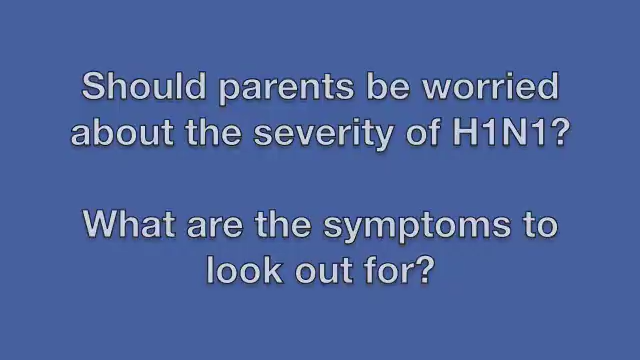 Should parents be worried
about the severity of H1N1?
What are the symptoms to
look out for?